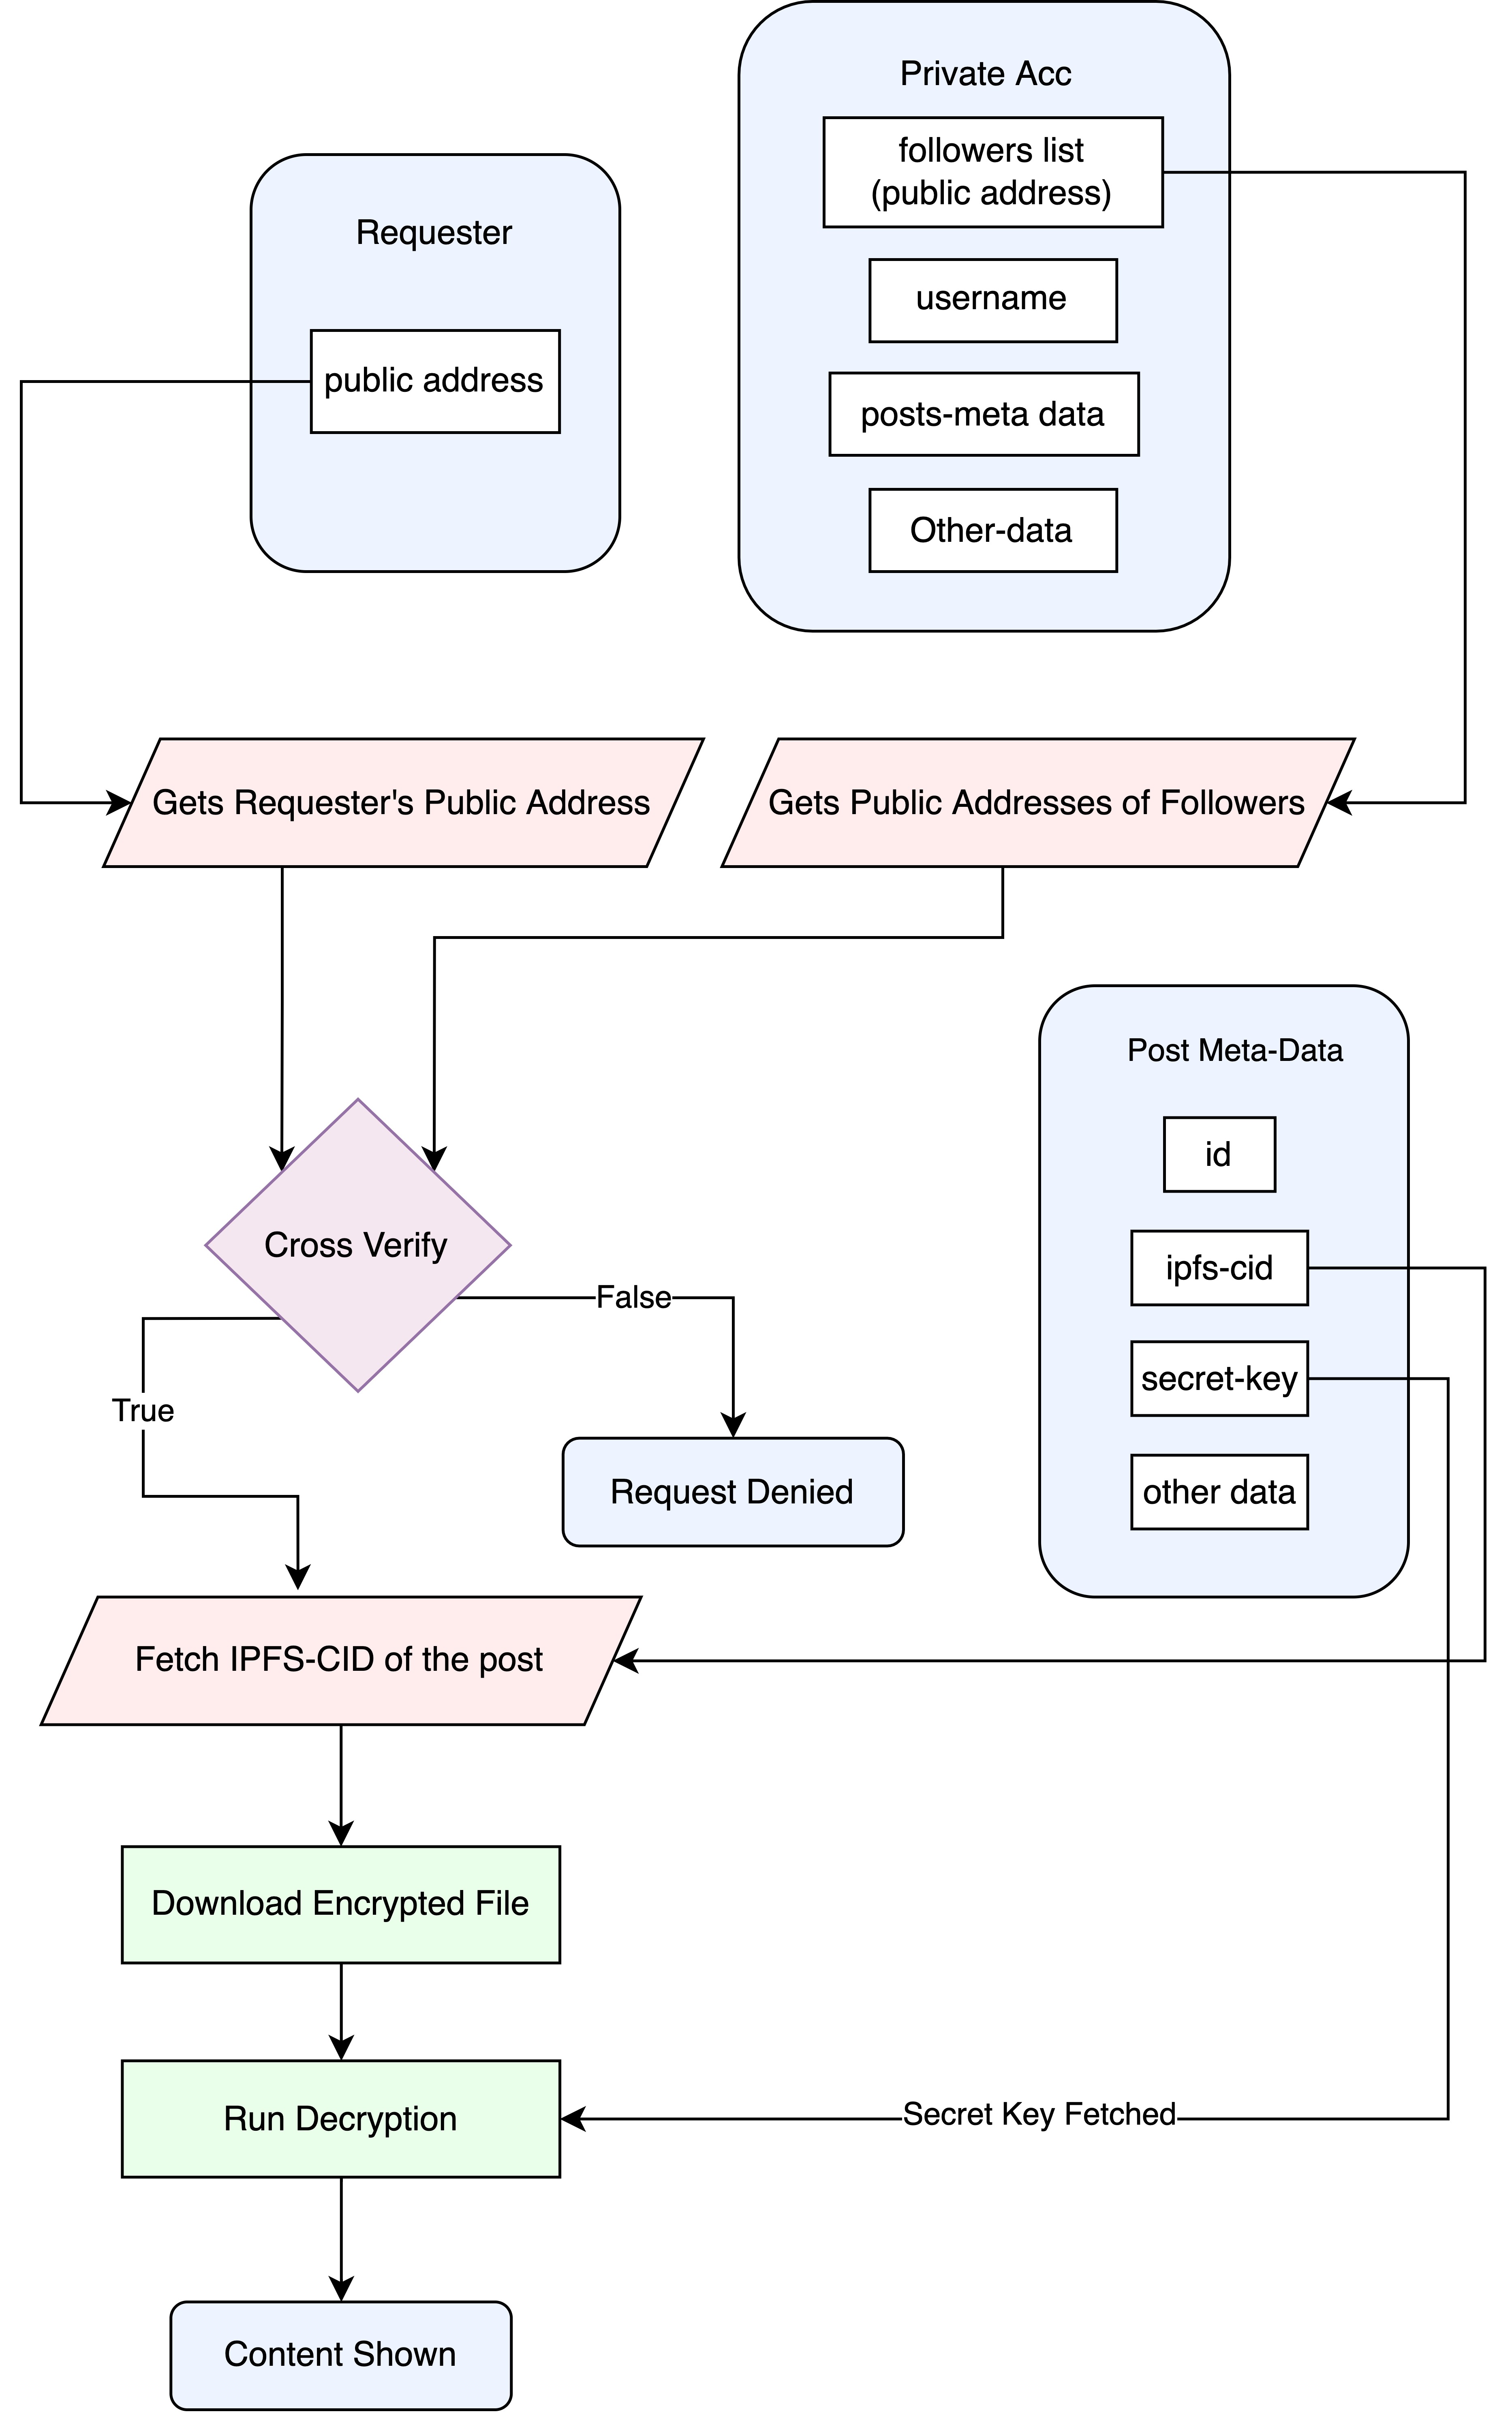 Private Acc
followers list
(public address)
username
posts-meta data
Other-data
Requester
public address
Gets Requester's Public Address
Gets Public Addresses of Followers
Cross Verify
False
True
Request Denied
Post Meta-Data
id
ipfs-cid
secret-key
other data
Fetch IPFS-CID of the post
Download Encrypted File
Run Decryption
Secret Key Fetched
Content Shown